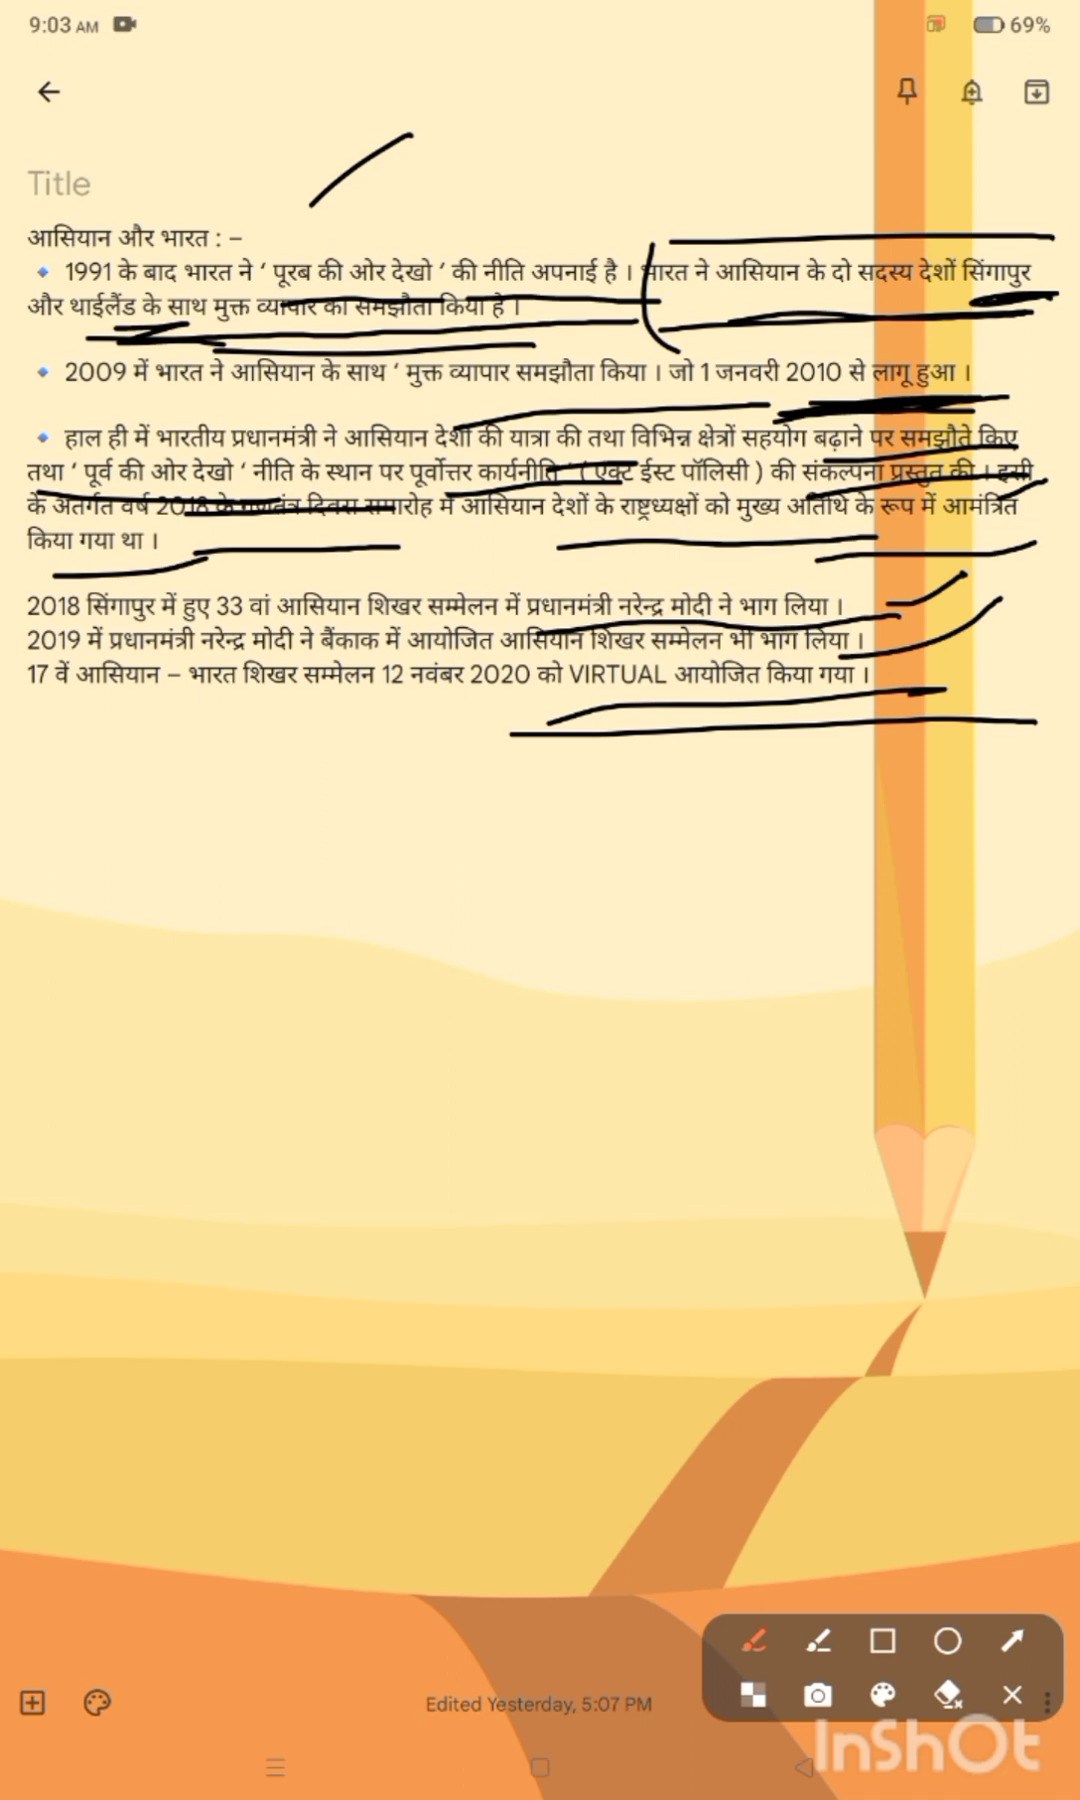 9:03 AM
69%
Title
आसियान और भारत : –
🔹 1991 के बाद भारत ने ‘ पूरब की ओर देखो ‘ की नीति अपनाई है । भारत ने आसियान के दो सदस्य देशों सिंगापुर
और थाईलैंड के साथ मुक्त व्यापार का समझौता किया है ।
🔹 2009 में भारत ने आसियान के साथ ‘ मुक्त व्यापार समझौता किया । जो 1 जनवरी 2010 से लागू हुआ ।
🔹 हाल ही में भारतीय प्रधानमंत्री ने आसियान देशों की यात्रा की तथा विभिन्न क्षेत्रों सहयोग बढ़ाने पर समझौते किए
तथा ‘ पूर्व की ओर देखो ‘ नीति के स्थान पर पूर्वोत्तर कार्यनीति ‘ ( एक्ट ईस्ट पॉलिसी ) की संकल्पना प्रस्तुत की । इसी
के अंतर्गत वर्ष 2018 के गणतंत्र दिवस समारोह में आसियान देशों के राष्ट्रध्यक्षों को मुख्य अतिथि के रूप में आमंत्रित
किया गया था ।
2018 सिंगापुर में हुए 33 वां आसियान शिखर सम्मेलन में प्रधानमंत्री नरेन्द्र मोदी ने भाग लिया ।
2019 में प्रधानमंत्री नरेन्द्र मोदी ने बैंकाक में आयोजित आसियान शिखर सम्मेलन भी भाग लिया ।
17 वें आसियान – भारत शिखर सम्मेलन 12 नवंबर 2020 को VIRTUAL आयोजित किया गया ।
Edited Yesterday, 5:07 PM
InShOt